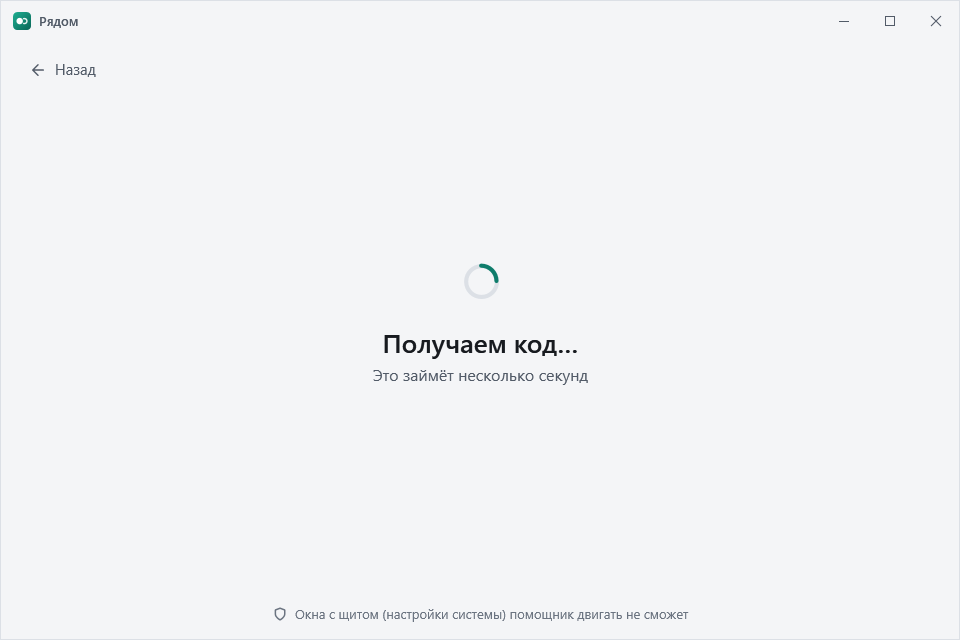 Рядом
Назад
Получаем код...
Это займёт несколько секунд
Окна с щитом (настройки системы) помощник двигать не сможет